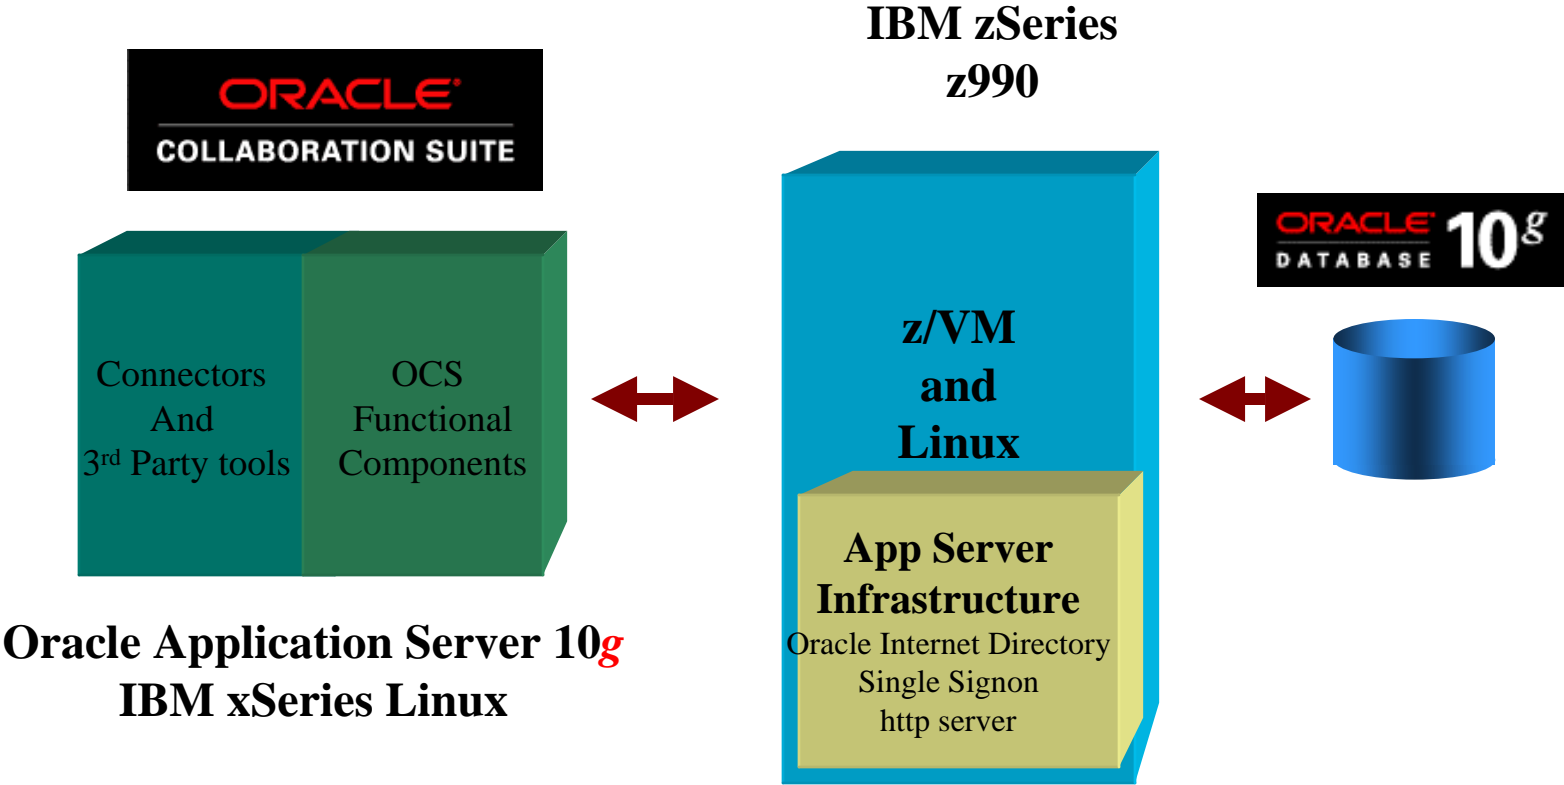 IBM zSeries
z990
ORACLE
COLLABORATION SUITE
ORACLE
DATABASE
10g
Connectors
And
3rd Party tools
OCS
Functional
Components
z/VM
and
Linux
App Server
Infrastructure
Oracle Internet Directory
Single Signon
http server
Oracle Application Server 10g
IBM xSeries Linux